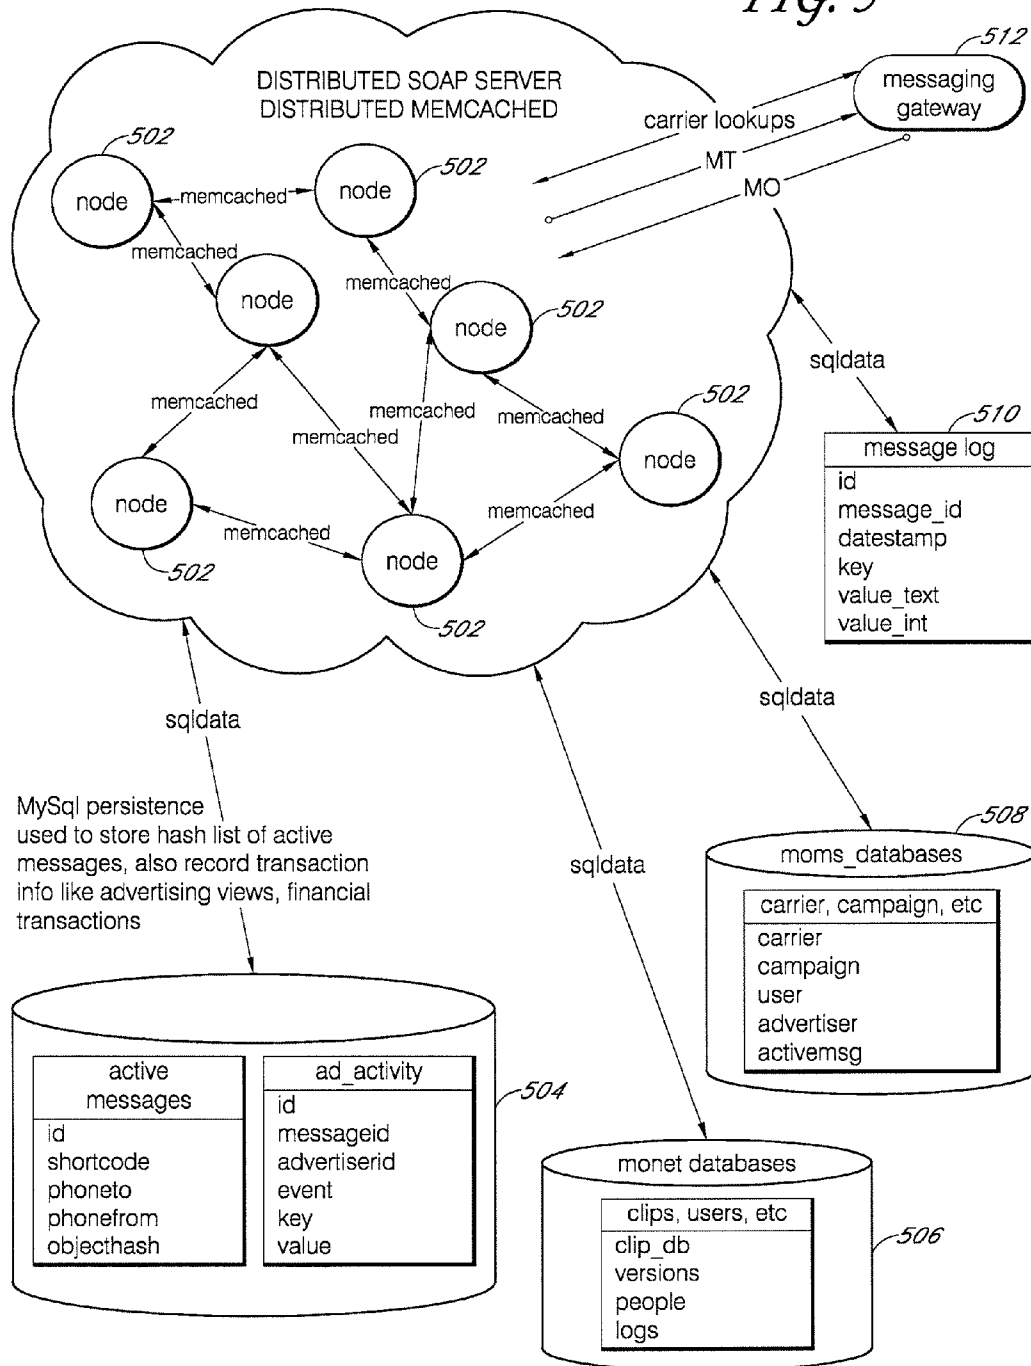 FIG. 5
512
DISTRIBUTED SOAP SERVER
DISTRIBUTED MEMCACHED
messaging
gateway
carrier lookups
MT
MO
502
node
memcached
502
node
memcached
node
memcached
node
502
sqldata
memcached
memcached
memcached
memcached
502
node
510
message log
id
message_id
datestamp
key
value_text
value_int
node
502
memcached
memcached
node
502
sqldata
sqldata
MySql persistence
used to store hash list of active
messages, also record transaction
info like advertising views, financial
transactions
sqldata
508
moms_databases
carrier, campaign, etc
carrier
campaign
user
advertiser
activemsg
504
active
messages
id
shortcode
phoneto
phonefrom
objecthash
ad_activity
id
messageid
advertiserid
event
key
value
monet databases
506
clips, users, etc
clip_db
versions
people
logs